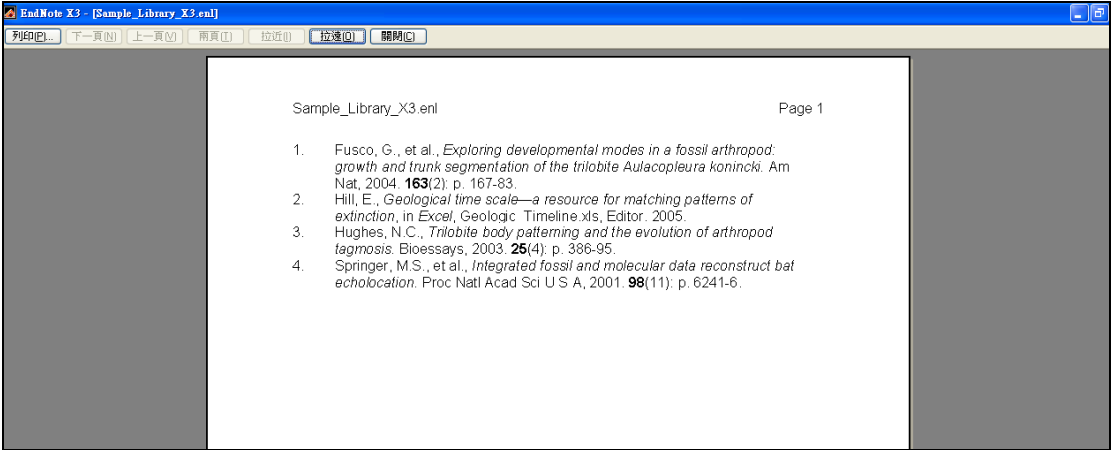 EndNote X3 - [Sample_Library_X3.enl]
列印(P)... 下一頁(N) 上一頁(V) 兩頁(T) 拉近(I) 拉遠(O) 關閉(C)
Sample_Library_X3.enl Page 1
1. Fusco, G., et al., Exploring developmental modes in a fossil arthropod:
growth and trunk segmentation of the trilobite Aulacopleura konincki. Am
Nat, 2004. 163(2): p. 167-83.
2. Hill, E., Geological time scale—a resource for matching patterns of
extinction, in Excel, Geologic_Timeline.xls, Editor. 2005.
3. Hughes, N.C., Trilobite body patterning and the evolution of arthropod
tagmosis. Bioessays, 2003. 25(4): p. 386-95.
4. Springer, M.S., et al., Integrated fossil and molecular data reconstruct bat
echolocation. Proc Natl Acad Sci U S A, 2001. 98(11): p. 6241-6.